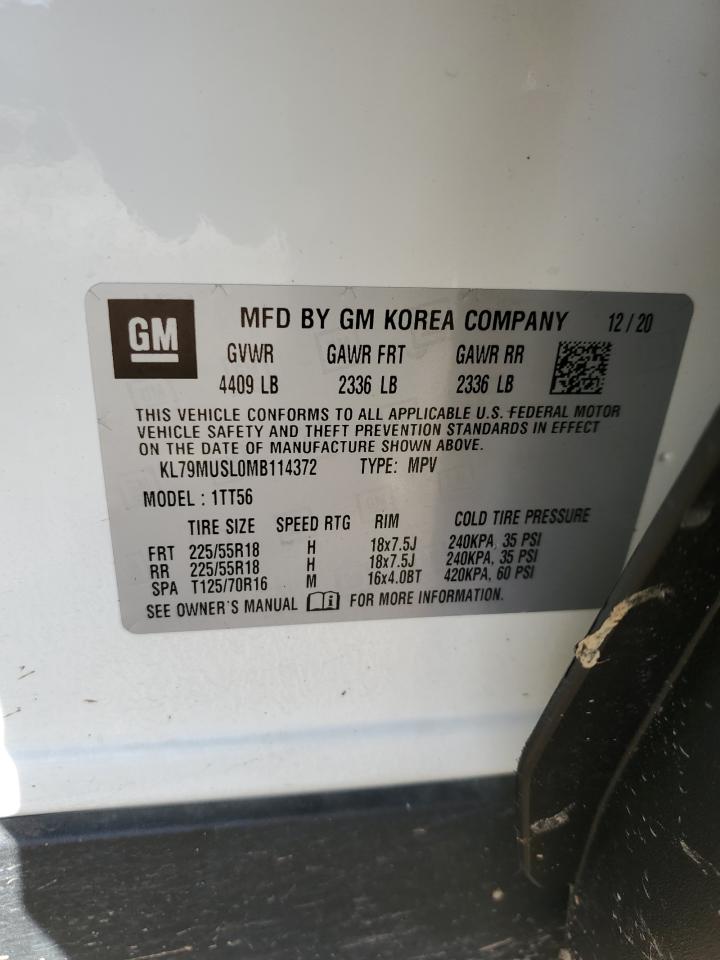 GM MFD BY GM KOREA COMPANY 12/20
GVWR GAWR FRT GAWR RR
4409 LB 2336 LB 2336 LB
THIS VEHICLE CONFORMS TO ALL APPLICABLE U.S. FEDERAL MOTOR
VEHICLE SAFETY AND THEFT PREVENTION STANDARDS IN EFFECT
ON THE DATE OF MANUFACTURE SHOWN ABOVE.
KL79MUSL0MB114372 TYPE: MPV
MODEL : 1TT56
TIRE SIZE SPEED RTG RIM COLD TIRE PRESSURE
FRT 225/55R18 H 18x7.5J 240KPA, 35 PSI
RR 225/55R18 H 18x7.5J 240KPA, 35 PSI
SPA T125/70R16 M 16x4.0BT 420KPA, 60 PSI
SEE OWNER'S MANUAL FOR MORE INFORMATION.